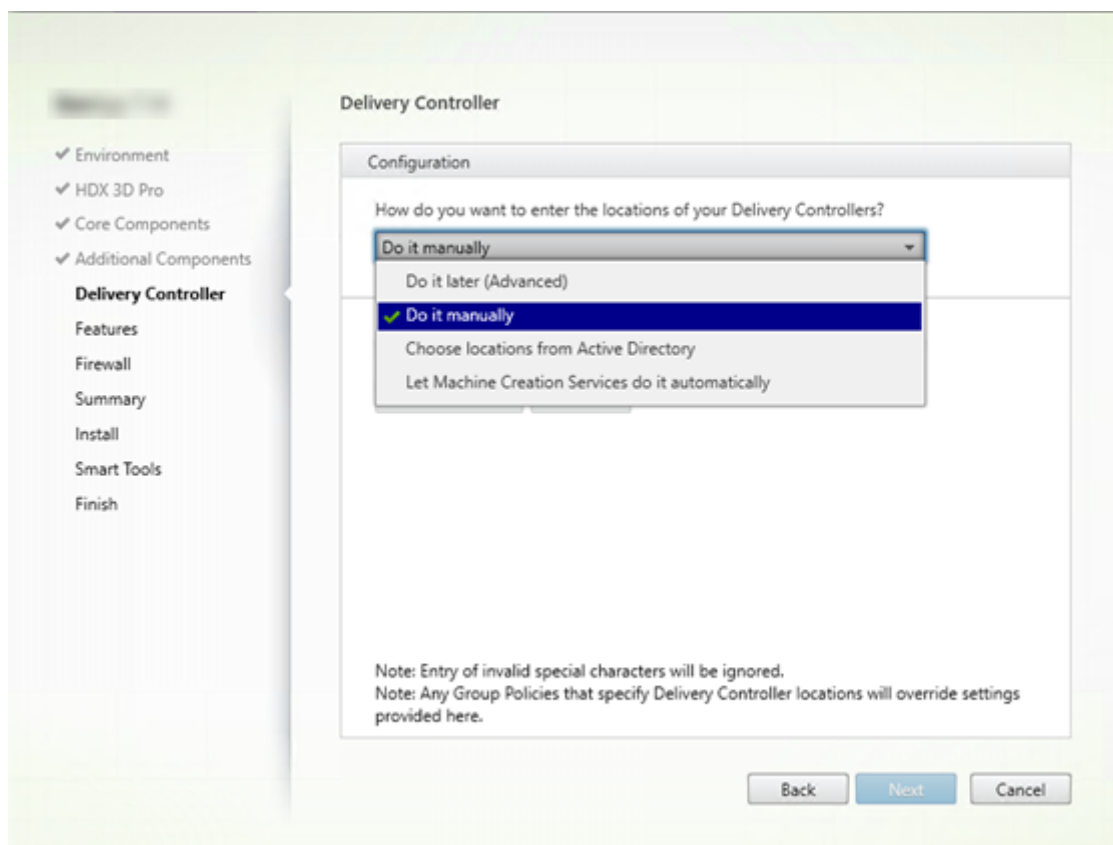 Delivery Controller
Environment
HDX 3D Pro
Core Components
Additional Components
Delivery Controller
Features
Firewall
Summary
Install
Smart Tools
Finish
Configuration
How do you want to enter the locations of your Delivery Controllers?
Do it manually
Do it later (Advanced)
Do it manually
Choose locations from Active Directory
Let Machine Creation Services do it automatically
Note: Entry of invalid special characters will be ignored.
Note: Any Group Policies that specify Delivery Controller locations will override settings
provided here.
Back
Next
Cancel